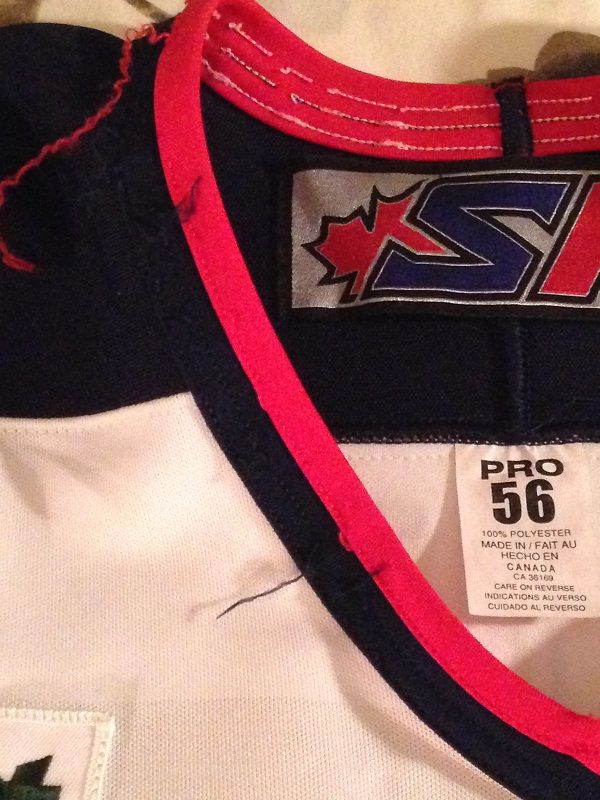 PRO
56
100% POLYESTER
MADE IN / FAIT AU
HECHO EN
CANADA
CA 36169
CARE ON REVERSE
INDICATIONS AU VERSO
CUIDADO AL REVERSO